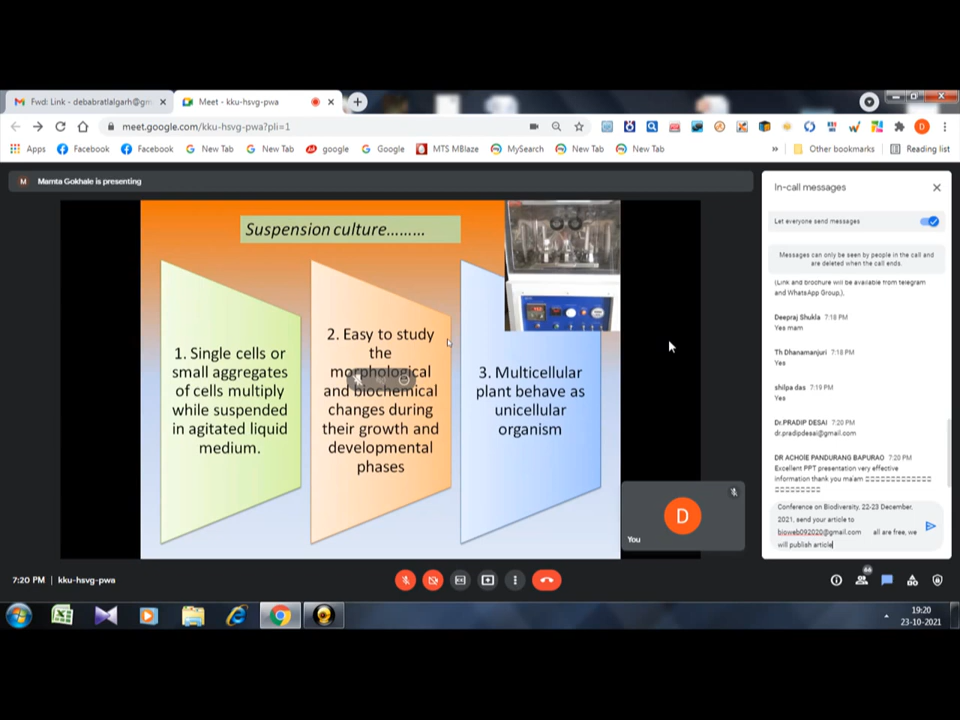 Fwd: Link - debabratlalgarh@gm
Meet - kku-hsvg-pwa
meet.google.com/kku-hsvg-pwa?pli=1
D
Apps
Facebook
Facebook
New Tab
New Tab
google
Google
MTS MBlaze
MySearch
New Tab
New Tab
»
Other bookmarks
Reading list
M
Mamta Gokhale is presenting
Suspension culture.........
1. Single cells or
small aggregates
of cells multiply
while suspended
in agitated liquid
medium.
2. Easy to study
the
morphological
and biochemical
changes during
their growth and
developmental
phases
3. Multicellular
plant behave as
unicellular
organism
D
You
In-call messages
Let everyone send messages
Messages can only be seen by people in the call and
are deleted when the call ends.
(Link and brochure will be available from telegram
and WhatsApp Group,).
Deepraj Shukla 7:18 PM
Yes mam
Th Dhanamanjuri 7:18 PM
Yes
shilpa das 7:19 PM
Yes
Dr.PRADIP DESAI 7:20 PM
dr.pradipdesai@gmail.com
DR ACHOIE PANDURANG BAPURAO 7:20 PM
Excellent PPT presentation very effective
information thank you ma'am
Conference on Biodiversity, 22-23 December,
2021, send your article to
bioweb092020@gmail.com all are free, we
will publish article
7:20 PM | kku-hsvg-pwa
19:20
23-10-2021